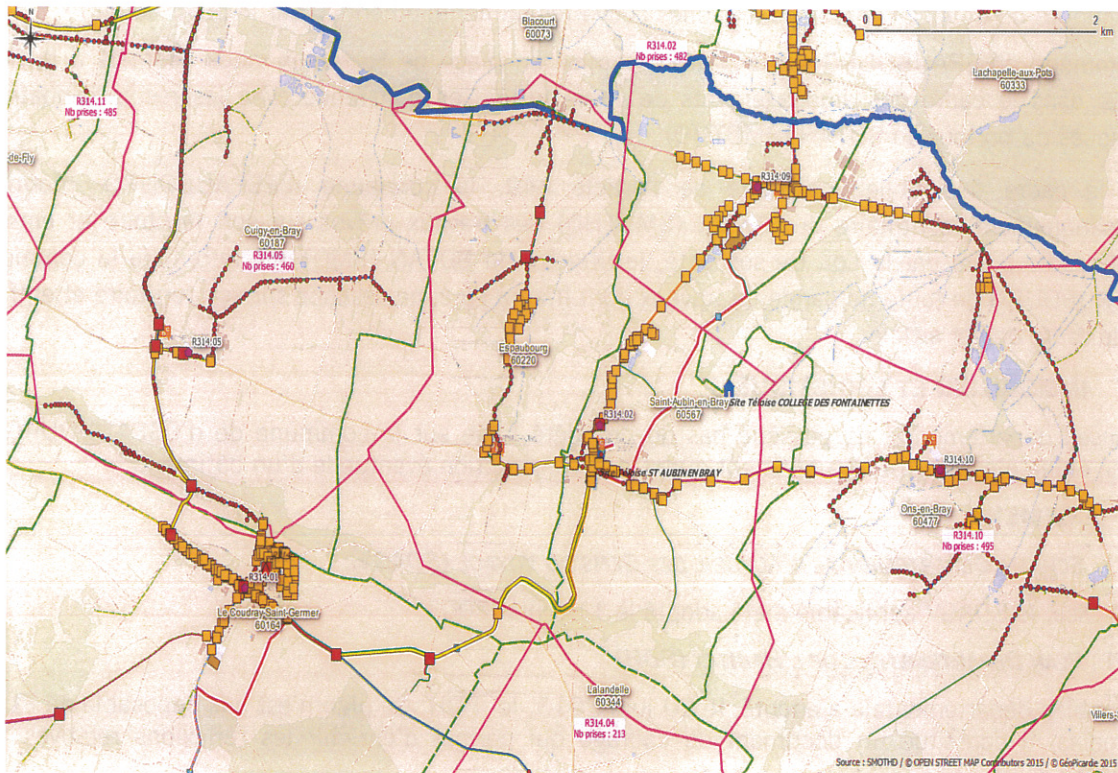 N
Blacourt
60073
0
2
km
R314.02
Nb prises : 482
Lachapelle-aux-Pots
60333
R314.11
Nb prises : 485
R314:09
Cuigy-en-Bray
60187
R314.05
Nb prises : 460
R314:05
Espaubourg
60220
Saint-Aubin-en-Bray
60567
Site Téloise COLLEGE DES FONTAINETTES
R314:02
Site Téloise ST AUBIN EN BRAY
R314:10
Ons-en-Bray
60477
R314.10
Nb prises : 495
R314:01
Le Coudray-Saint-Germer
60164
Lalandelle
60344
R314.04
Nb prises : 213
Source : SMOTHD / © OPEN STREET MAP Contributors 2015 / © GéoPicardie 2015